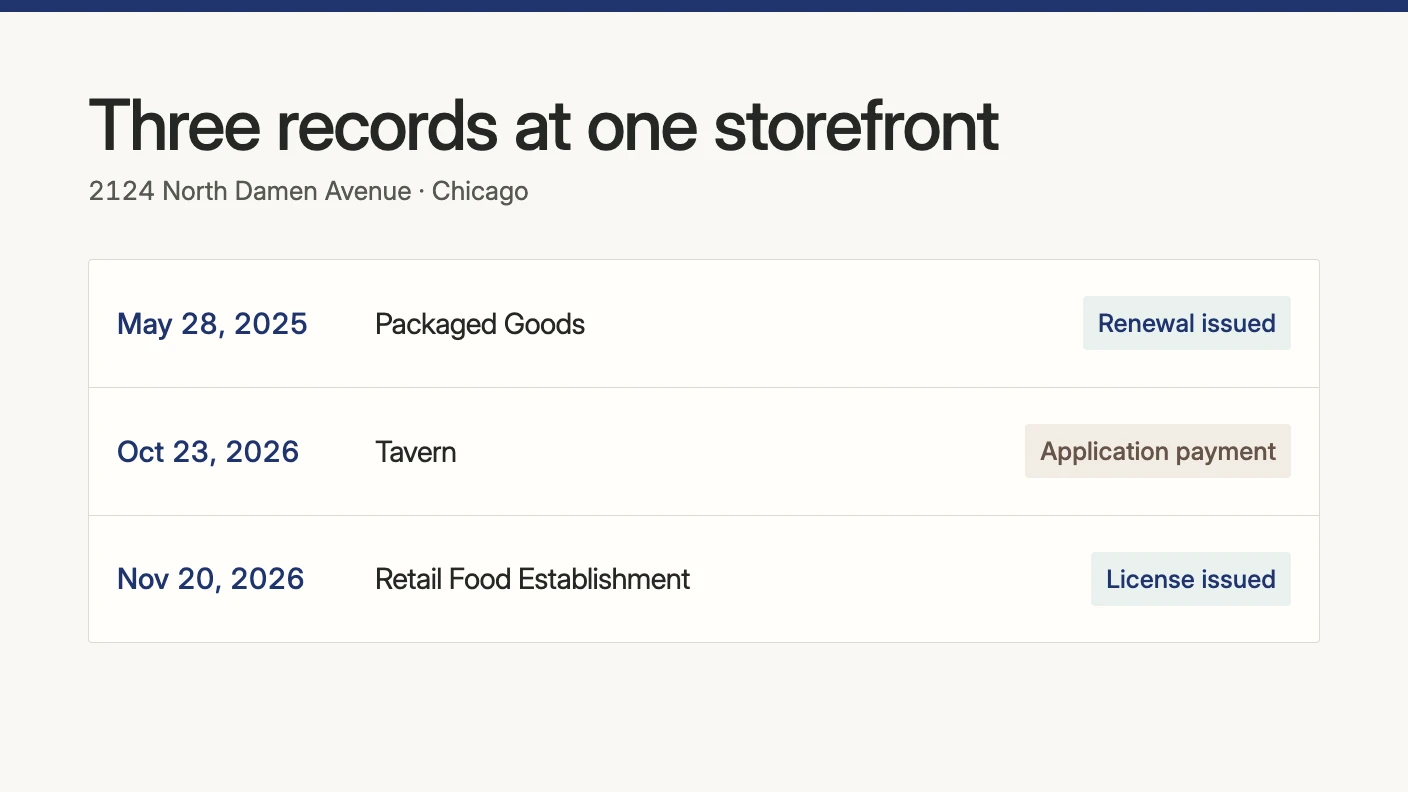 Three records at one storefront
2124 North Damen Avenue · Chicago
May 28, 2025 Packaged Goods Renewal issued
Oct 23, 2026 Tavern Application payment
Nov 20, 2026 Retail Food Establishment License issued